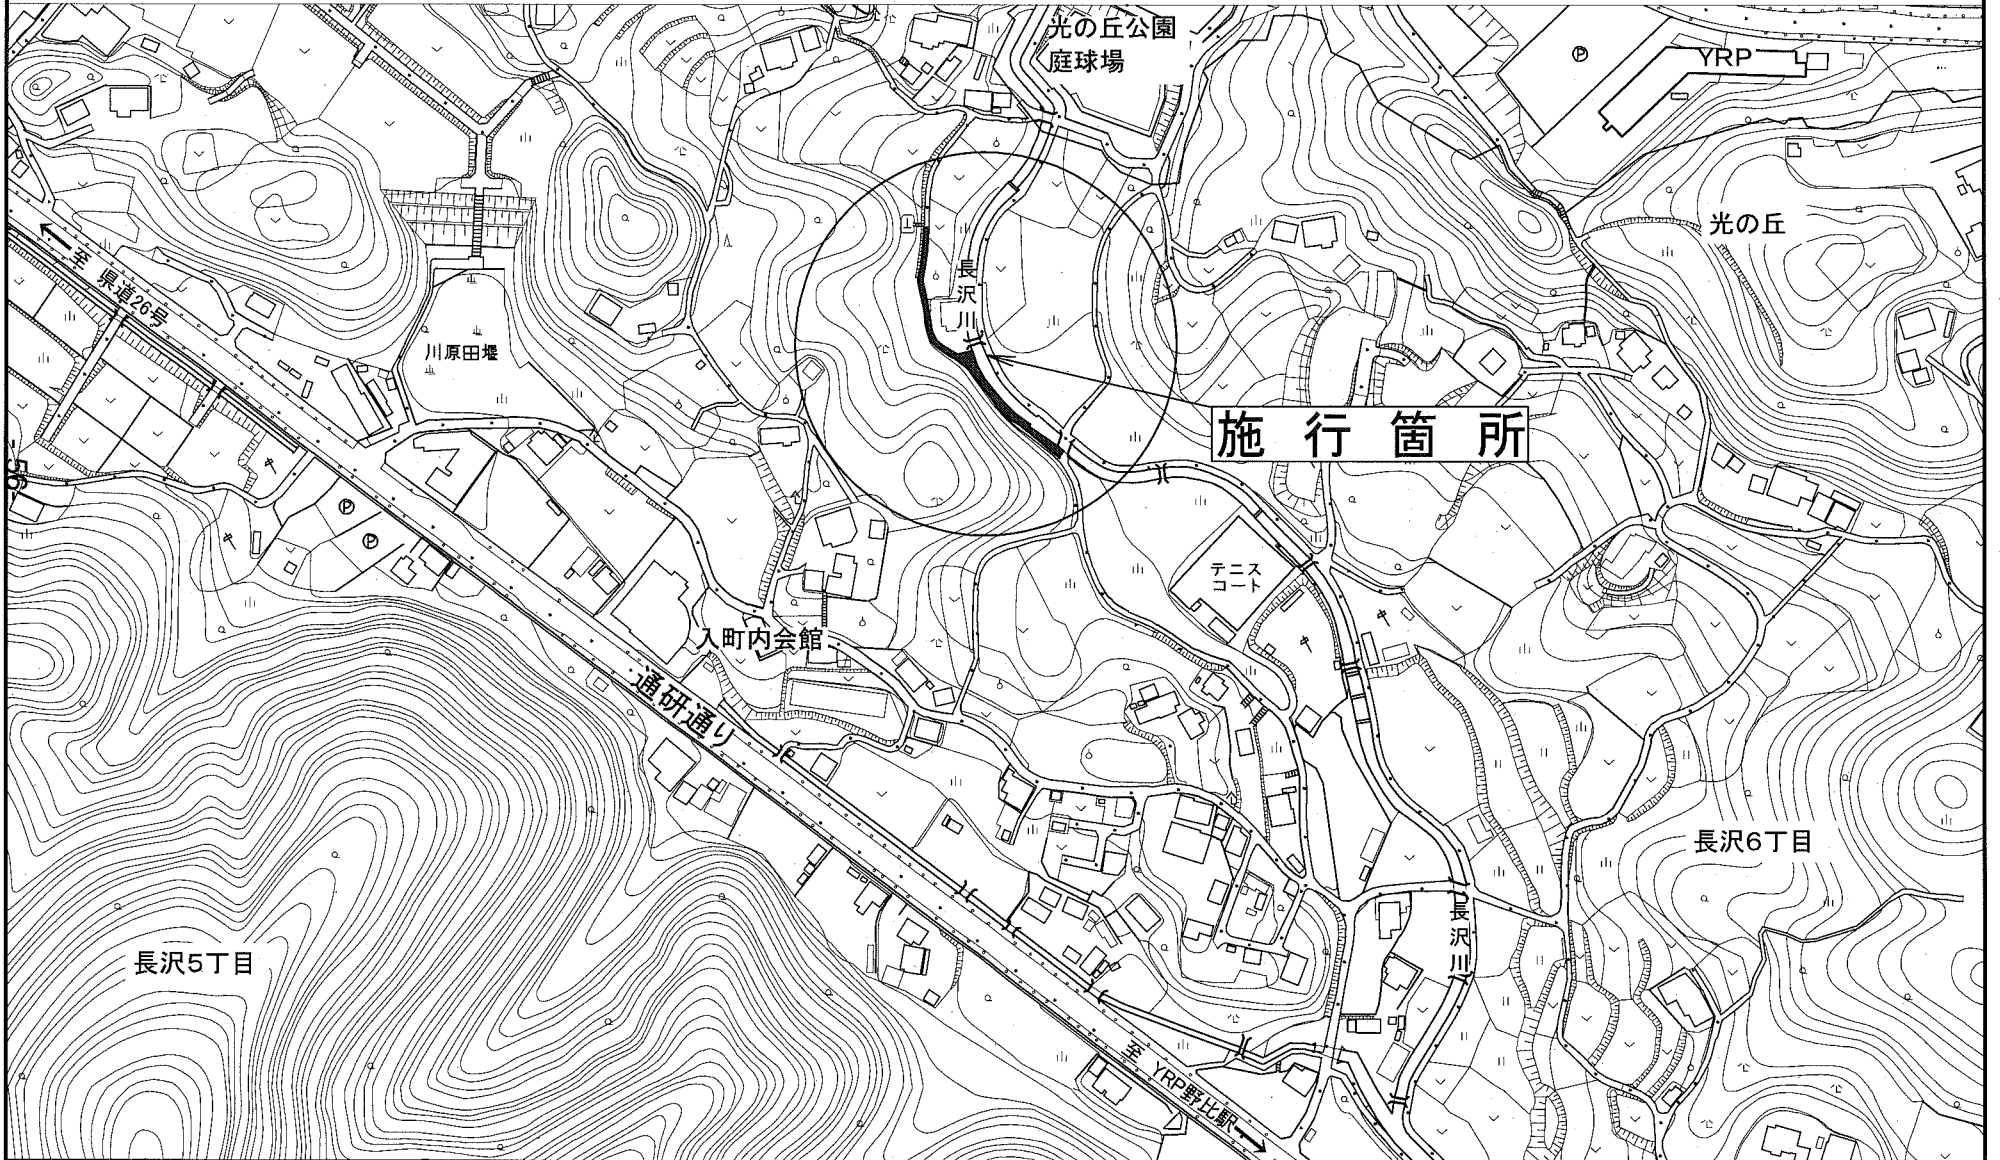 光の丘公園
庭球場
Ⓟ
YRP
光の丘
至 県道26号
長沢川
川原田堰
施行箇所
Ⓟ
Ⓟ
テニス
コート
入町内会館
通研通り
長沢6丁目
長沢川
長沢5丁目
至 YRP野比駅